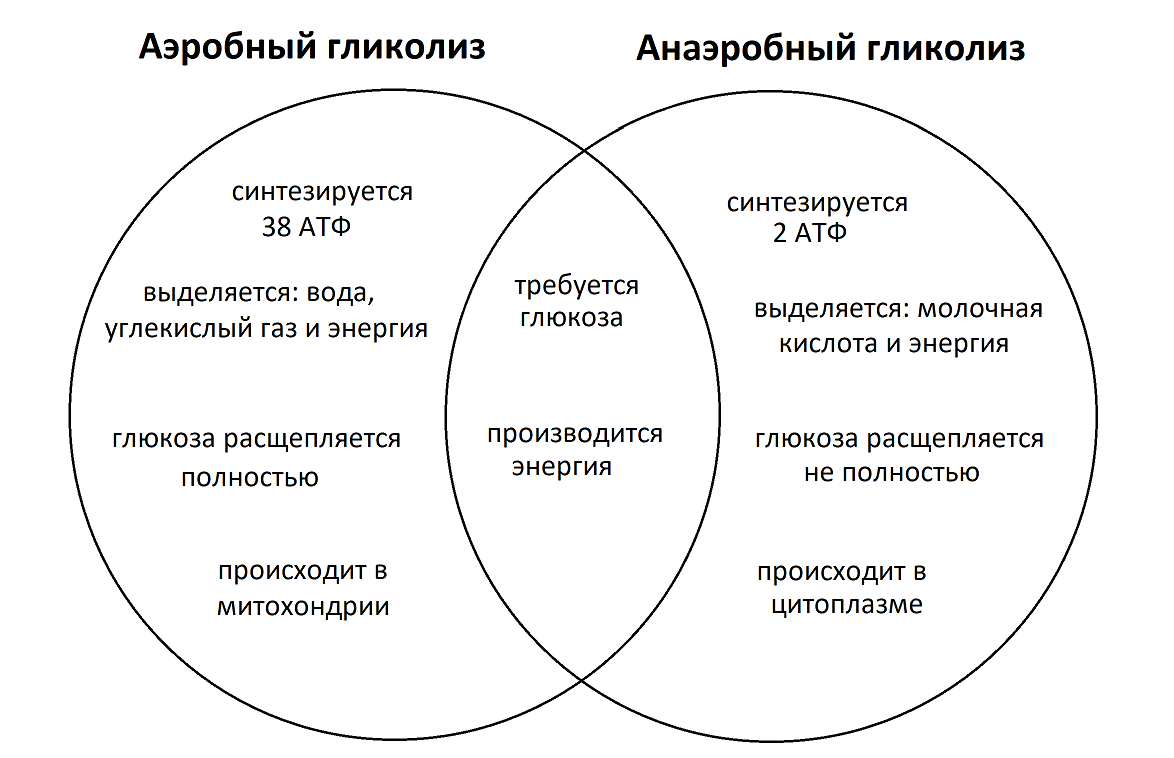 Аэробный гликолиз
Анаэробный гликолиз
синтезируется
38 АТФ
выделяется: вода,
углекислый газ и энергия
глюкоза расщепляется
полностью
происходит в
митохондрии
требуется
глюкоза
производится
энергия
синтезируется
2 АТФ
выделяется: молочная
кислота и энергия
глюкоза расщепляется
не полностью
происходит в
цитоплазме